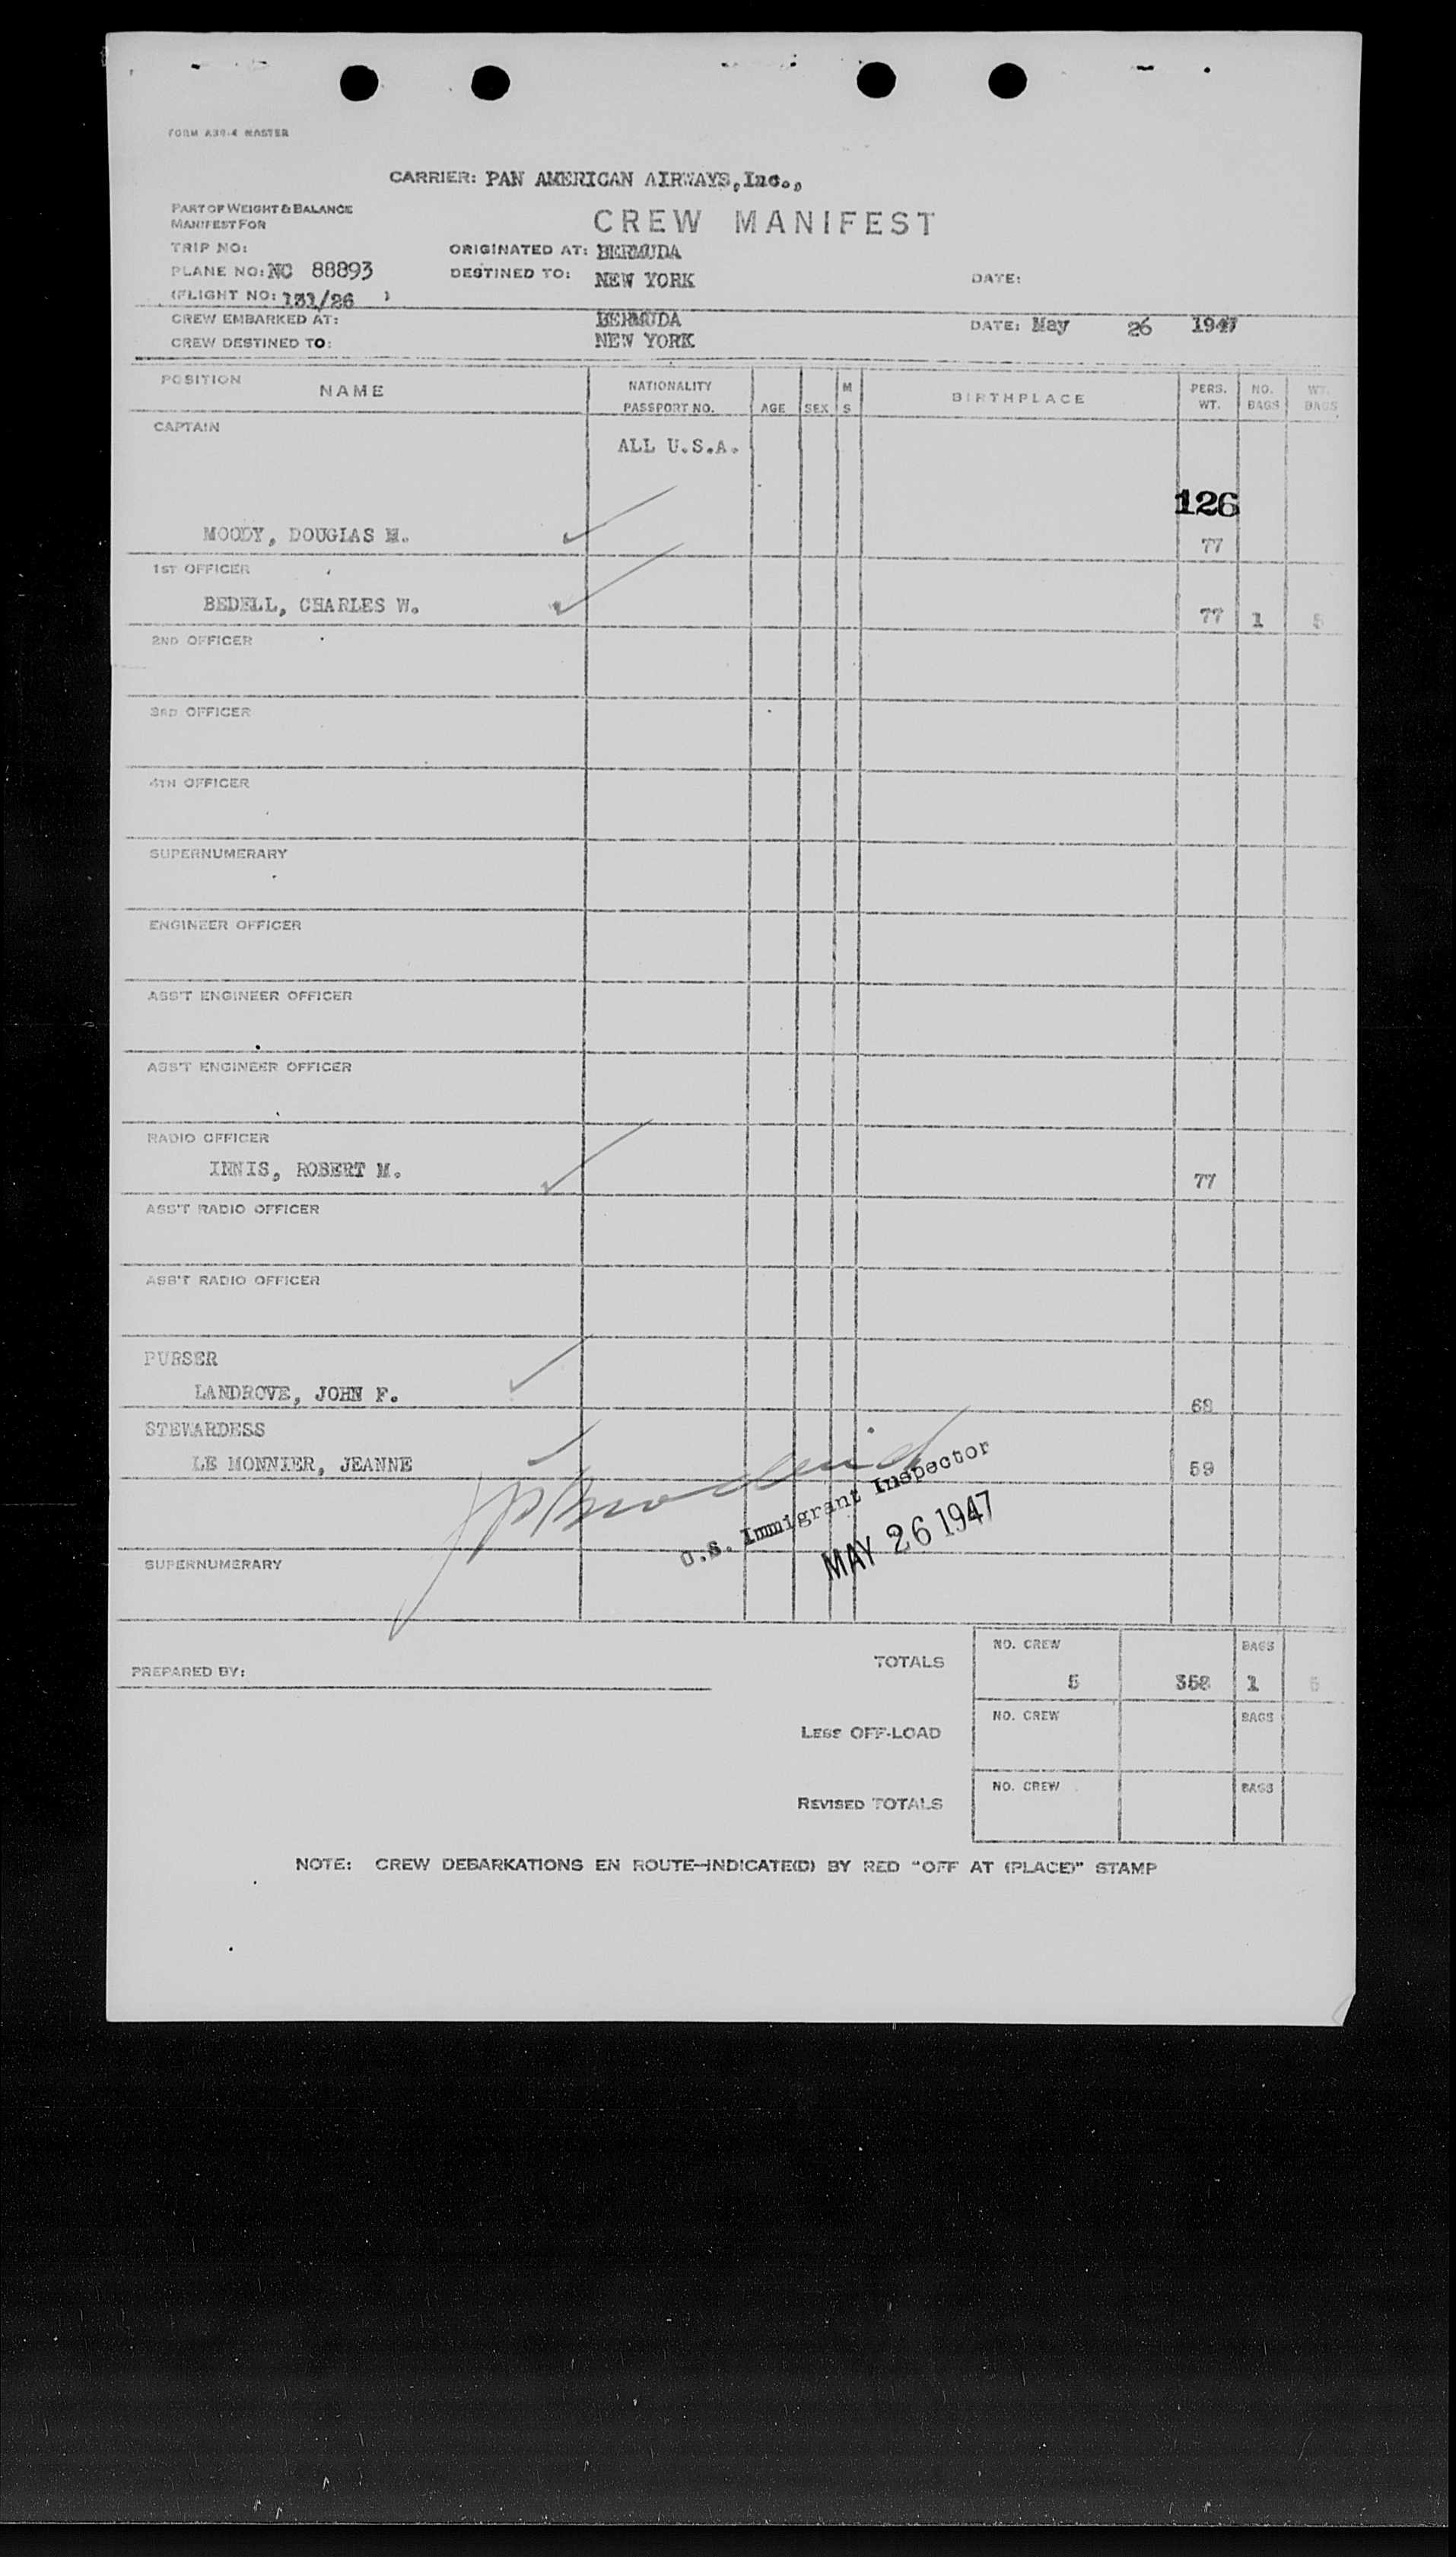 FORM A30-4 MASTER
CARRIER: PAN AMERICAN AIRWAYS, Inc.,
PART OF WEIGHT & BALANCE
MANIFEST FOR
CREW MANIFEST
TRIP NO:
ORIGINATED AT: BERMUDA
PLANE NO: NC 88893
DESTINED TO: NEW YORK
DATE:
(FLIGHT NO: 131/26 )
CREW EMBARKED AT: BERMUDA
DATE: May 26 1947
CREW DESTINED TO: NEW YORK
POSITION NAME NATIONALITY PASSPORT NO. AGE SEX M S BIRTHPLACE PERS. WT. NO. BAGS WT. BAGS
CAPTAIN
ALL U.S.A.
126
MOODY, DOUGLAS M. 77
1ST OFFICER
BEDELL, CHARLES W. 77 1 5
2ND OFFICER
3RD OFFICER
4TH OFFICER
SUPERNUMERARY
ENGINEER OFFICER
ASS'T ENGINEER OFFICER
ASS'T ENGINEER OFFICER
RADIO OFFICER
INNIS, ROBERT M. 77
ASS'T RADIO OFFICER
ASS'T RADIO OFFICER
PURSER
LANDROVE, JOHN F. 68
STEWARDESS
LE MONNIER, JEANNE 59
U.S. Immigrant Inspector
MAY 26 1947
SUPERNUMERARY
PREPARED BY:
TOTALS NO. CREW 5 358 BAGS 1 5
LESS OFF-LOAD NO. CREW BAGS
REVISED TOTALS NO. CREW BAGS
NOTE: CREW DEBARKATIONS EN ROUTE-INDICATE(D) BY RED "OFF AT (PLACE)" STAMP